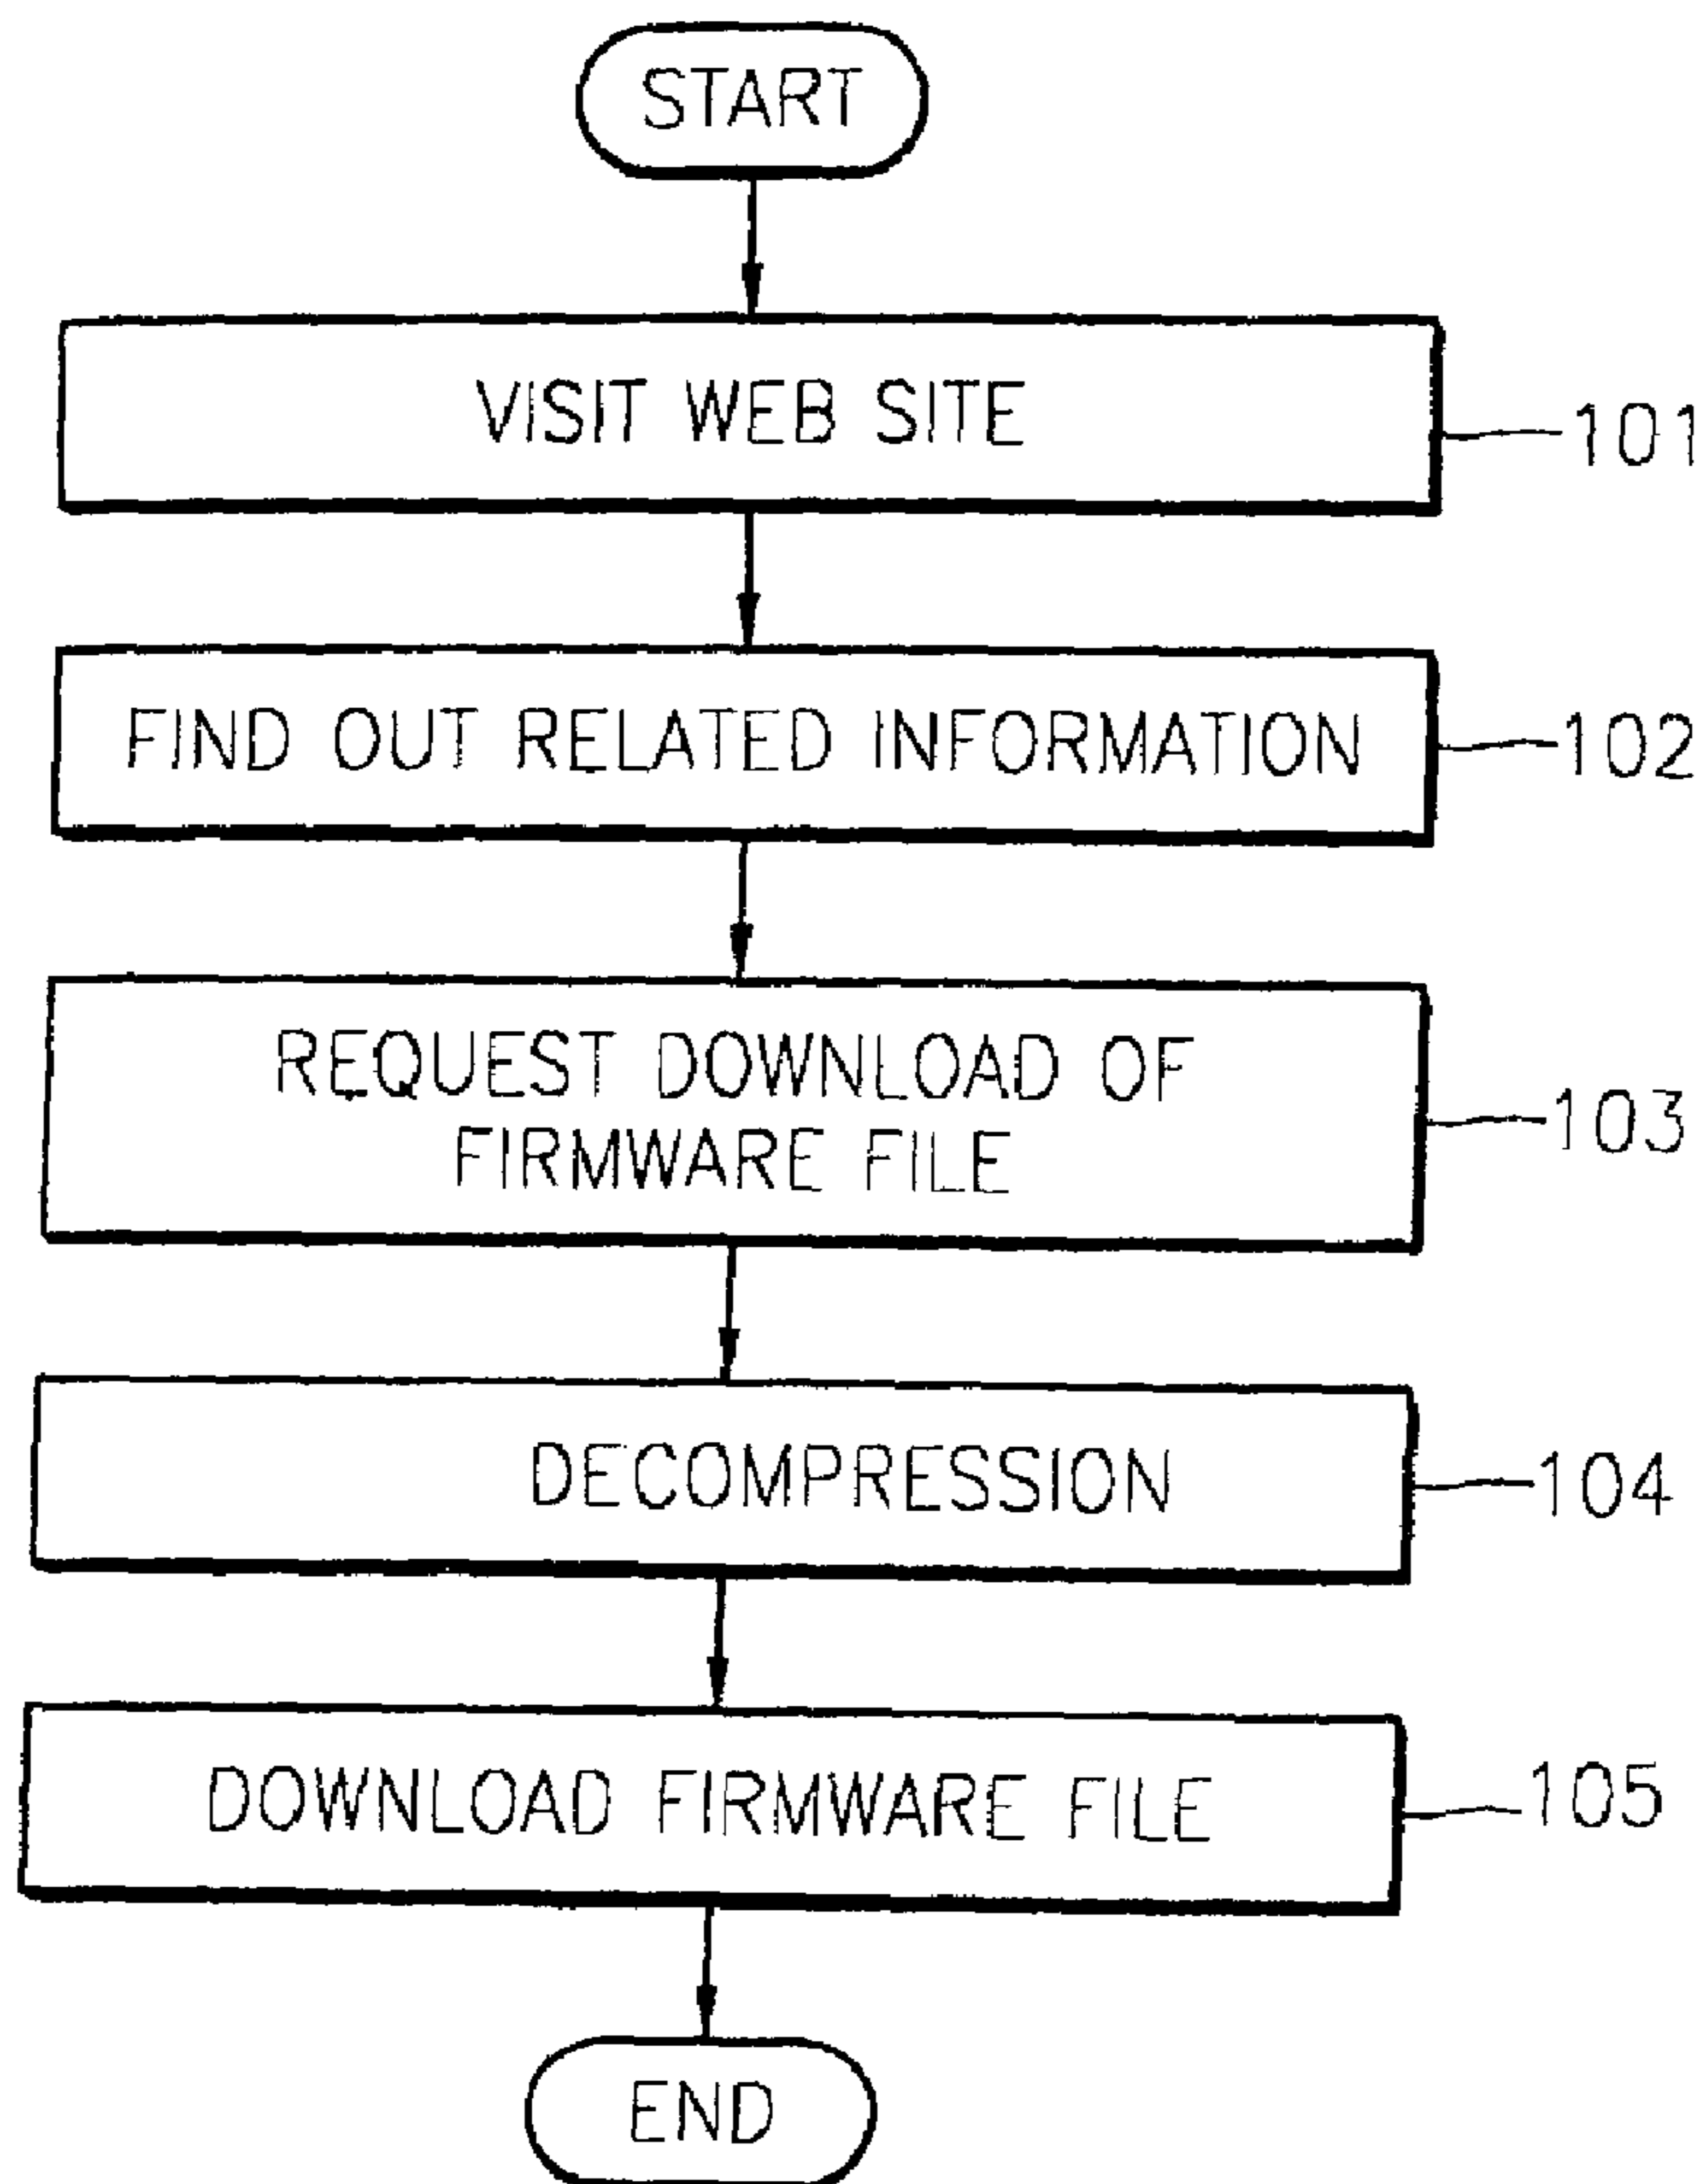 START
VISIT WEB SITE
101
FIND OUT RELATED INFORMATION
102
REQUEST DOWNLOAD OF
FIRMWARE FILE
103
DECOMPRESSION
104
DOWNLOAD FIRMWARE FILE
105
END